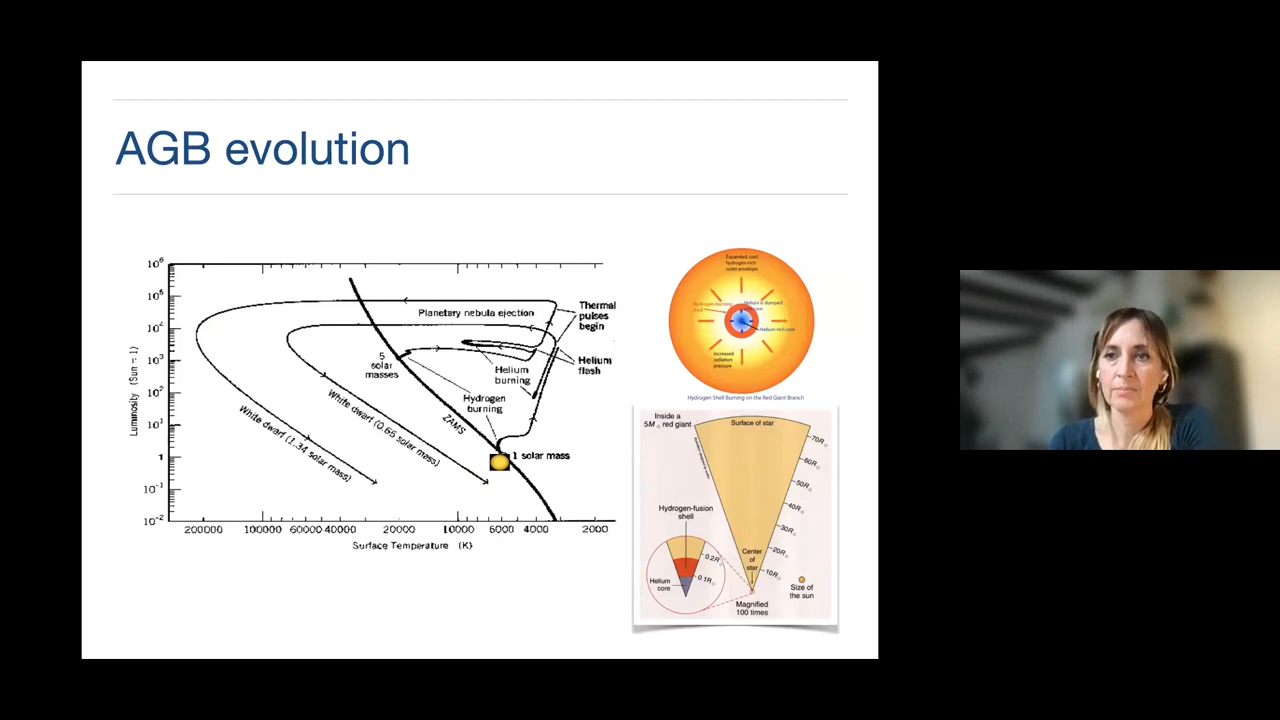 AGB evolution
10⁶
10⁵
10⁴
10³
10²
10¹
1
10⁻¹
10⁻²
Luminosity (Sun = 1)
200000 100000 60000 40000 20000 10000 6000 4000 2000
Surface Temperature (K)
Planetary nebula ejection
Thermal
pulses
begin
Helium
flash
5
solar
masses
Helium
burning
Hydrogen
burning
ZAMS
1 solar mass
White dwarf (0.65 solar mass)
White dwarf (1.34 solar mass)
Expanded cool,
hydrogen-rich
outer envelope
Hydrogen-burning
shell
Helium is dumped
Helium-rich core
Increased
radiation
pressure
Hydrogen Shell Burning on the Red Giant Branch
Inside a
5M☉ red giant
Surface of star
70R☉
60R☉
50R☉
40R☉
30R☉
20R☉
10R☉
Hydrogen-fusion
shell
0.2R☉
0.1R☉
Helium
core
Center
of
star
Magnified
100 times
Size of
the sun